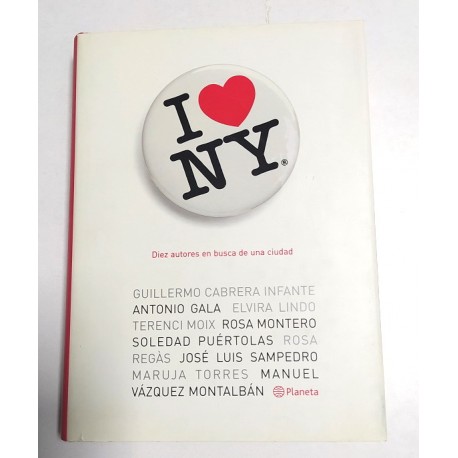 I ♥
NY®
Diez autores en busca de una ciudad
GUILLERMO CABRERA INFANTE
ANTONIO GALA ELVIRA LINDO
TERENCI MOIX ROSA MONTERO
SOLEDAD PUÉRTOLAS ROSA
REGÀS JOSÉ LUIS SAMPEDRO
MARUJA TORRES MANUEL
VÁZQUEZ MONTALBÁN Planeta